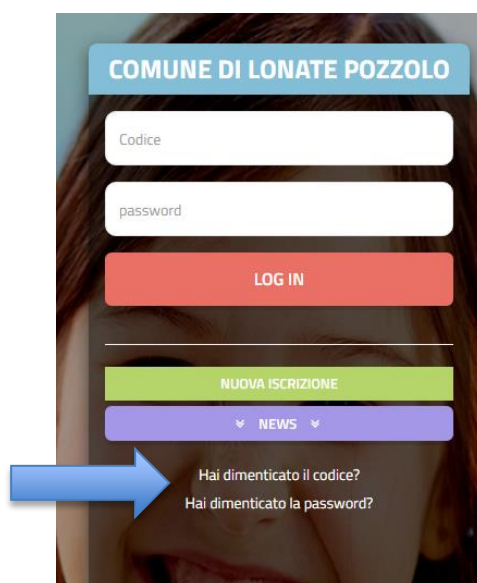 COMUNE DI LONATE POZZOLO
Codice
password
LOG IN
NUOVA ISCRIZIONE
NEWS
Hai dimenticato il codice?
Hai dimenticato la password?